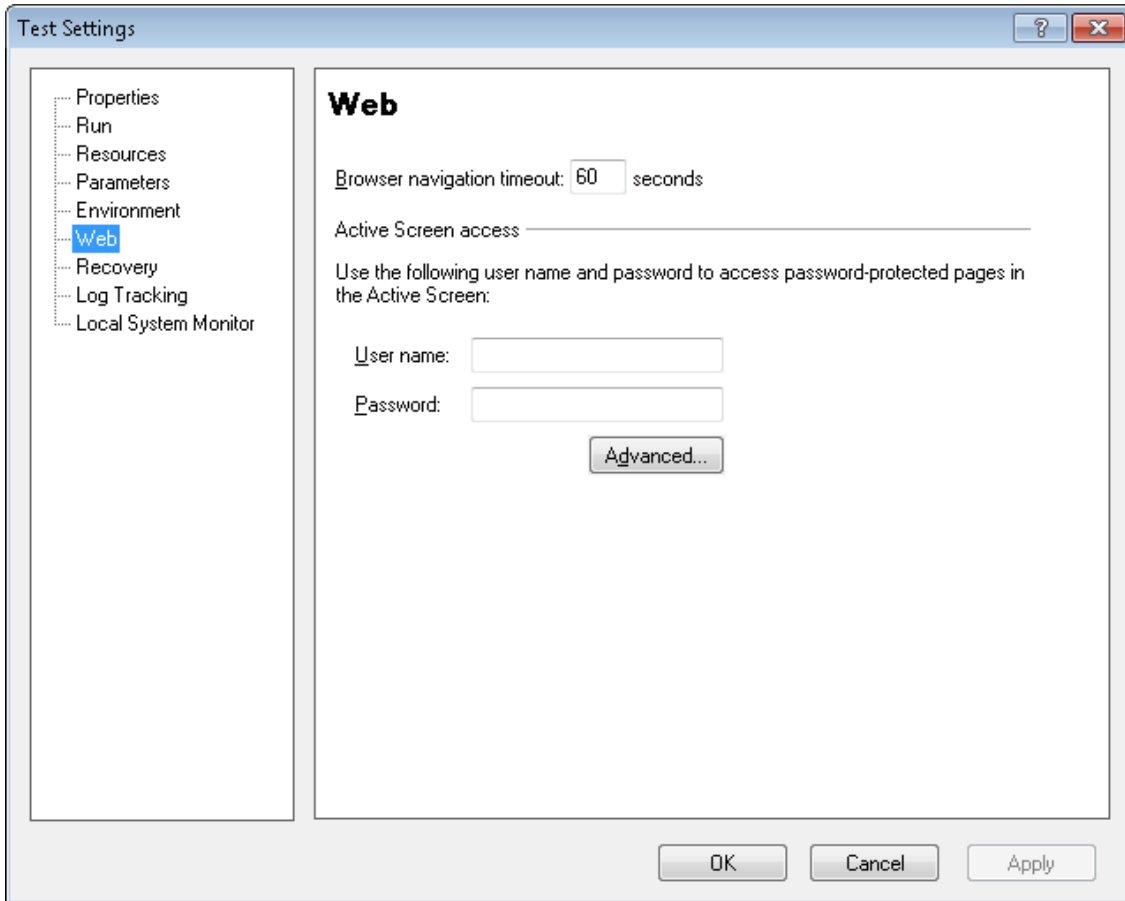 Test Settings
?
Properties
Run
Resources
Parameters
Environment
Web
Recovery
Log Tracking
Local System Monitor
Web
Browser navigation timeout: 60 seconds
Active Screen access
Use the following user name and password to access password-protected pages in
the Active Screen:
User name:
Password:
Advanced...
OK Cancel Apply